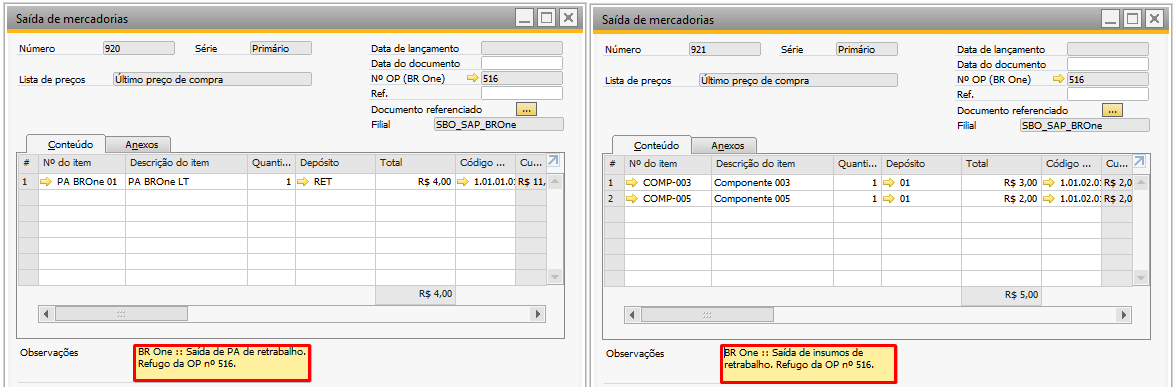 Saída de mercadorias
Número 920 Série Primário
Data de lançamento
Data do documento
Lista de preços Último preço de compra
Nº OP (BR One) 516
Ref.
Documento referenciado ...
Filial SBO_SAP_BROne
Conteúdo Anexos
# Nº do item Descrição do item Quanti... Depósito Total Código ... Cu...
1 PA BROne 01 PA BROne LT 1 RET R$ 4,00 1.01.01.01 R$ 11,
R$ 4,00
Observações
BR One :: Saída de PA de retrabalho.
Refugo da OP nº 516.
Saída de mercadorias
Número 921 Série Primário
Data de lançamento
Data do documento
Lista de preços Último preço de compra
Nº OP (BR One) 516
Ref.
Documento referenciado ...
Filial SBO_SAP_BROne
Conteúdo Anexos
# Nº do item Descrição do item Quanti... Depósito Total Código ... Cu...
1 COMP-003 Componente 003 1 01 R$ 3,00 1.01.02.01 R$ 2,0
2 COMP-005 Componente 005 1 01 R$ 2,00 1.01.02.01 R$ 2,0
R$ 5,00
Observações
BR One :: Saída de insumos de
retrabalho. Refugo da OP nº 516.